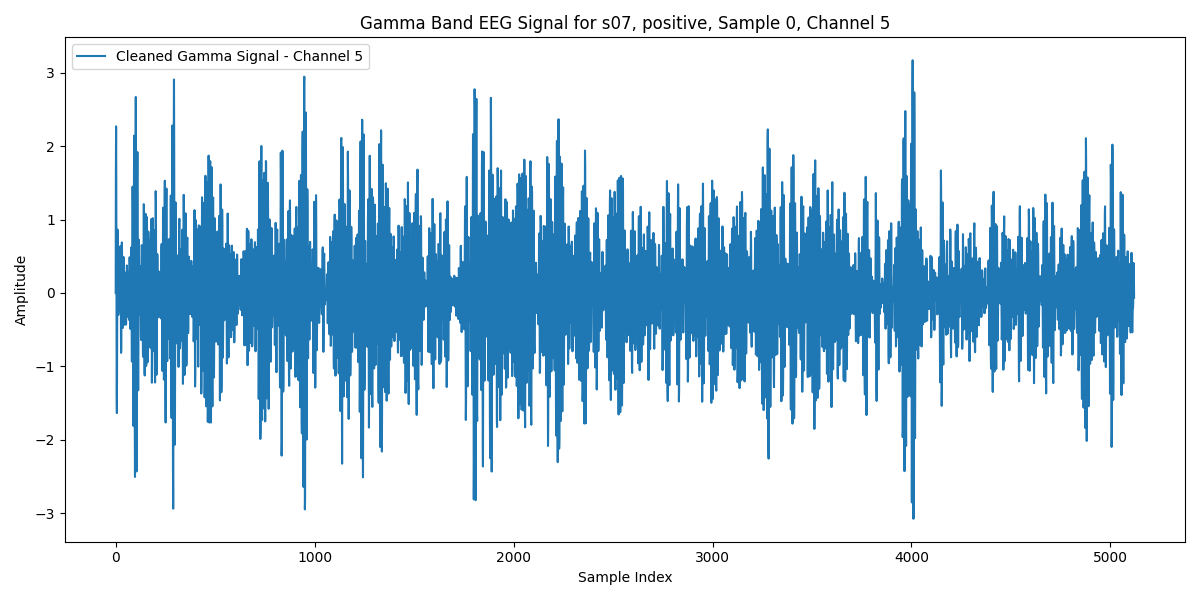 Gamma Band EEG Signal for s07, positive, Sample 0, Channel 5
Cleaned Gamma Signal - Channel 5
3
2
1
0
−1
−2
−3
Amplitude
0 1000 2000 3000 4000 5000
Sample Index